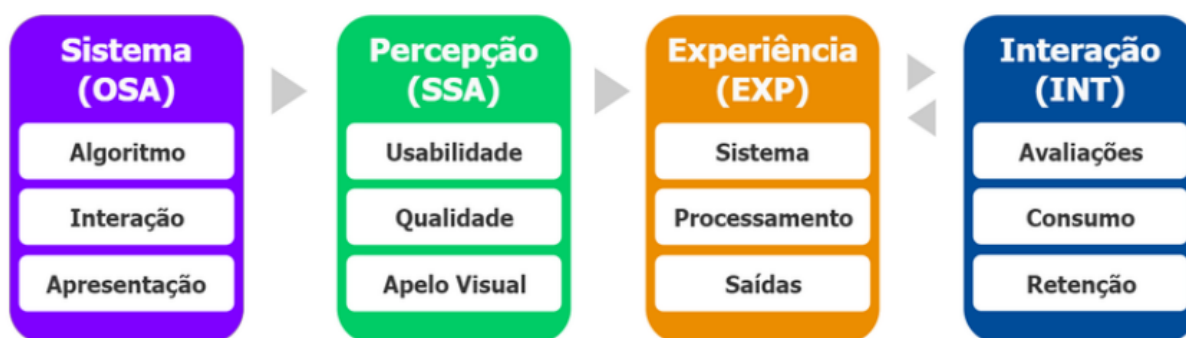 Sistema
(OSA)
Algoritmo
Interação
Apresentação
Percepção
(SSA)
Usabilidade
Qualidade
Apelo Visual
Experiência
(EXP)
Sistema
Processamento
Saídas
Interação
(INT)
Avaliações
Consumo
Retenção